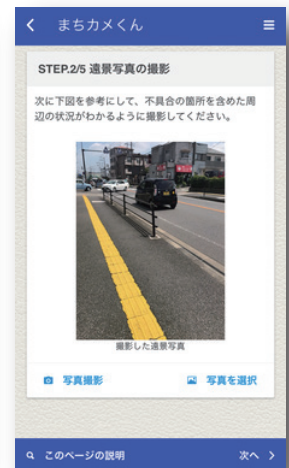 まちカメくん
STEP.2/5 遠景写真の撮影
次に下図を参考にして、不具合の箇所を含めた周
辺の状況がわかるように撮影してください。
撮影した遠景写真
写真撮影 写真を選択
このページの説明 次へ